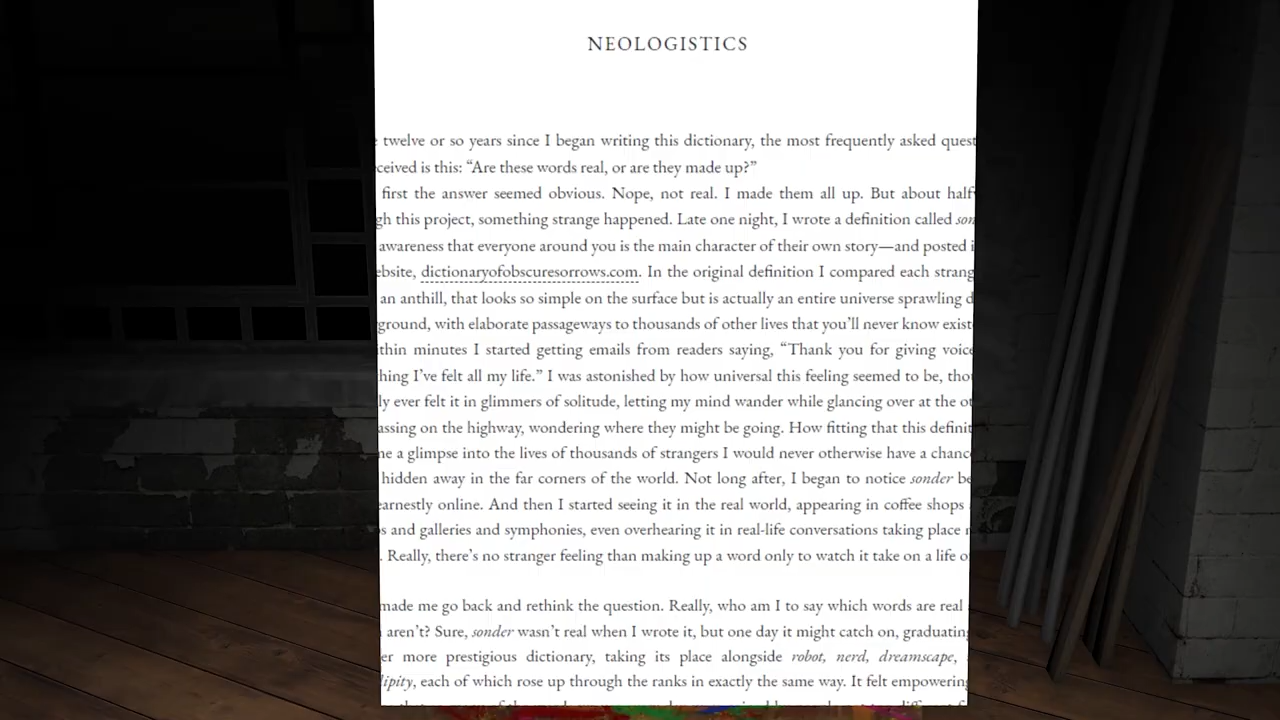 NEOLOGISTICS
twelve or so years since I began writing this dictionary, the most frequently asked quest
ceived is this: “Are these words real, or are they made up?”
first the answer seemed obvious. Nope, not real. I made them all up. But about half
gh this project, something strange happened. Late one night, I wrote a definition called son
awareness that everyone around you is the main character of their own story—and posted i
ebsite, dictionaryofobscuresorrows.com. In the original definition I compared each strang
an anthill, that looks so simple on the surface but is actually an entire universe sprawling d
ground, with elaborate passageways to thousands of other lives that you’ll never know exist
thin minutes I started getting emails from readers saying, “Thank you for giving voice
hing I’ve felt all my life.” I was astonished by how universal this feeling seemed to be, thou
ly ever felt it in glimmers of solitude, letting my mind wander while glancing over at the ot
assing on the highway, wondering where they might be going. How fitting that this definit
ne a glimpse into the lives of thousands of strangers I would never otherwise have a chance
hidden away in the far corners of the world. Not long after, I began to notice sonder be
earnestly online. And then I started seeing it in the real world, appearing in coffee shops
s and galleries and symphonies, even overhearing it in real-life conversations taking place n
. Really, there’s no stranger feeling than making up a word only to watch it take on a life o
made me go back and rethink the question. Really, who am I to say which words are real
aren’t? Sure, sonder wasn’t real when I wrote it, but one day it might catch on, graduating
er more prestigious dictionary, taking its place alongside robot, nerd, dreamscape,
lipity, each of which rose up through the ranks in exactly the same way. It felt empowering